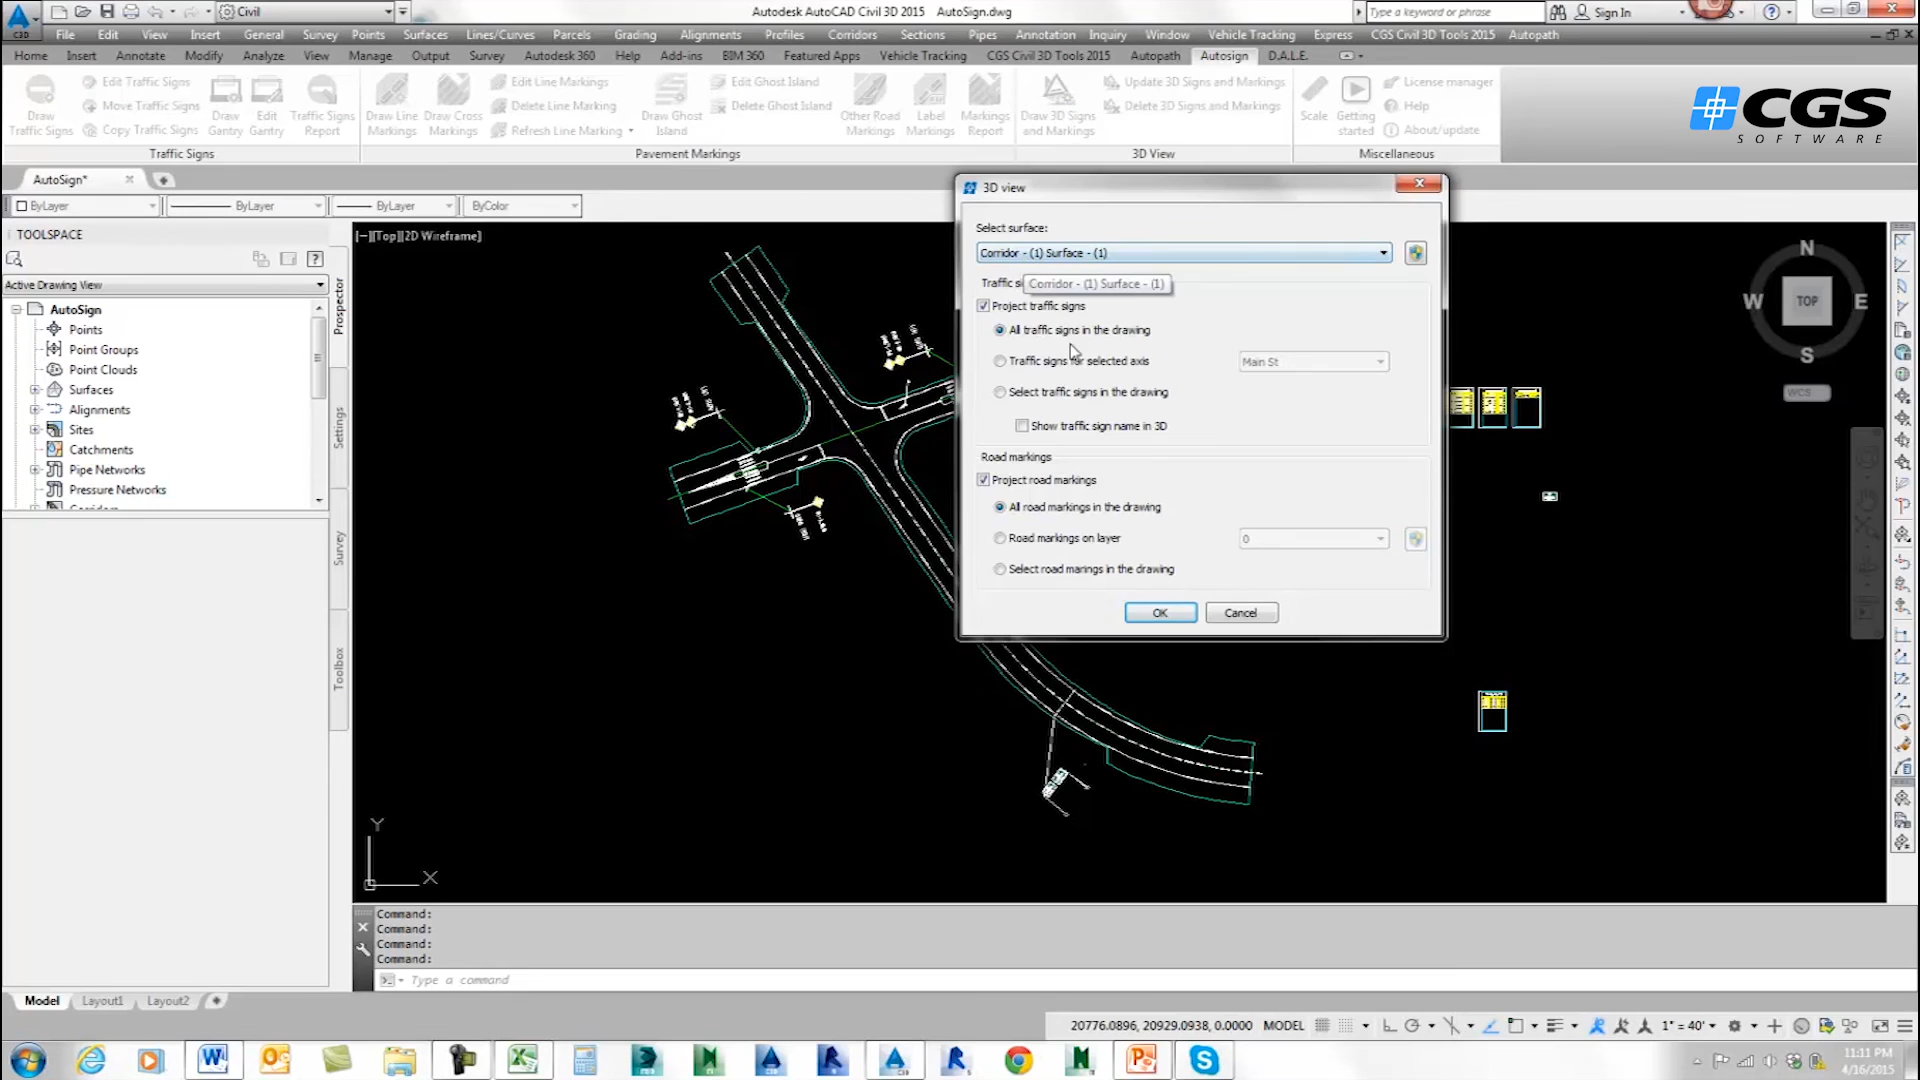 Civil
Autodesk AutoCAD Civil 3D 2015 AutoSign.dwg
Type a keyword or phrase
Sign In
C3D
File Edit View Insert General Survey Points Surfaces Lines/Curves Parcels Grading Alignments Profiles Corridors Sections Pipes Annotation Inquiry Window Vehicle Tracking Express CGS Civil 3D Tools 2015 Autopath
Home Insert Annotate Modify Analyze View Manage Output Survey Autodesk 360 Help Add-ins BIM 360 Featured Apps Vehicle Tracking CGS Civil 3D Tools 2015 Autopath Autosign D.A.L.E.
Draw Traffic Signs
Edit Traffic Signs
Move Traffic Signs
Copy Traffic Signs
Draw Gantry
Edit Gantry
Traffic Signs Report
Draw Line Markings
Draw Cross Markings
Edit Line Markings
Delete Line Marking
Refresh Line Marking
Draw Ghost Island
Edit Ghost Island
Delete Ghost Island
Other Road Markings
Label Markings
Markings Report
Draw 3D Signs and Markings
Update 3D Signs and Markings
Delete 3D Signs and Markings
Scale
Getting started
License manager
Help
About/update
Traffic Signs
Pavement Markings
3D View
Miscellaneous
CGS
SOFTWARE
AutoSign*
ByLayer
ByLayer
ByLayer
ByColor
TOOLSPACE
Active Drawing View
AutoSign
Points
Point Groups
Point Clouds
Surfaces
Alignments
Sites
Catchments
Pipe Networks
Pressure Networks
Prospector
Settings
Survey
Toolbox
[−][Top][2D Wireframe]
3D view
Select surface:
Corridor - (1) Surface - (1)
Traffic si
Corridor - (1) Surface - (1)
Project traffic signs
All traffic signs in the drawing
Traffic signs for selected axis
Main St
Select traffic signs in the drawing
Show traffic sign name in 3D
Road markings
Project road markings
All road markings in the drawing
Road markings on layer
0
Select road marings in the drawing
OK
Cancel
N
W
TOP
E
S
WCS
Y
X
Command:
Command:
Command:
Command:
Type a command
Model Layout1 Layout2
20776.0896, 20929.0938, 0.0000 MODEL
1" = 40'
11:11 PM
4/16/2015